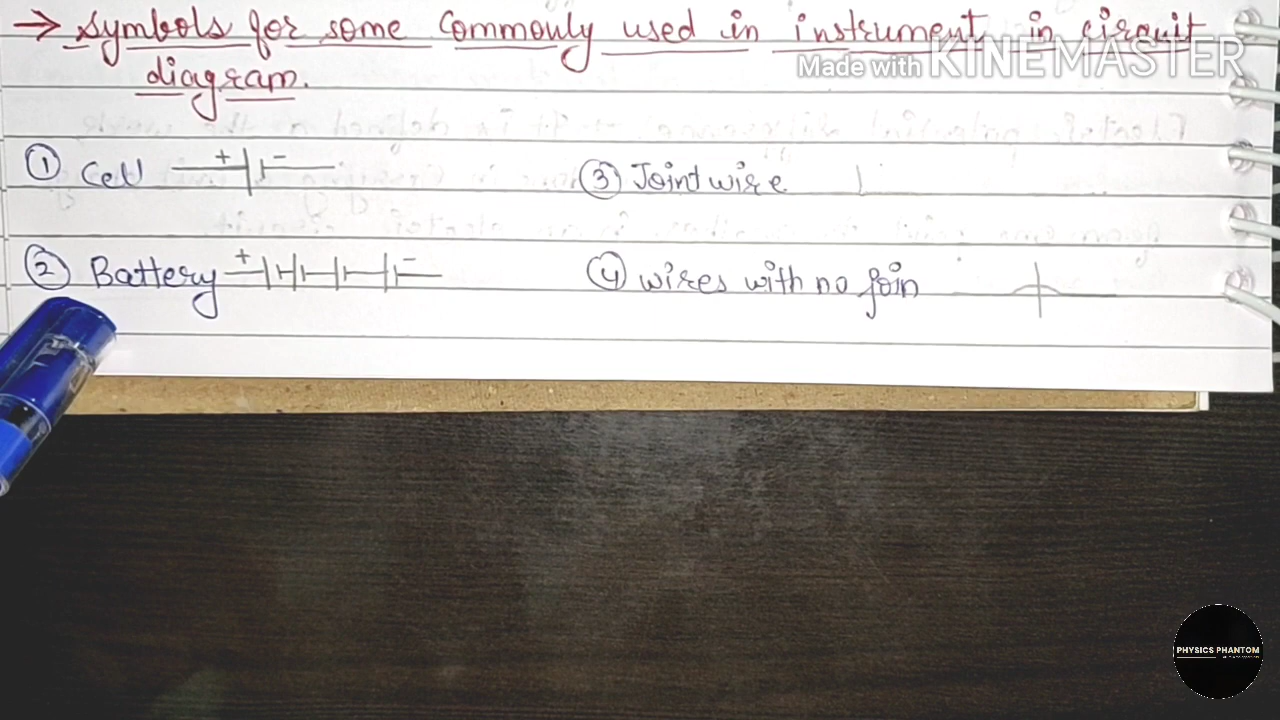 → Symbols for some commonly used in instrument in circuit
diagram.
Made with KINEMASTER
① Cell + -
③ Joint wire
② Battery + -
④ wires with no join
PHYSICS PHANTOM